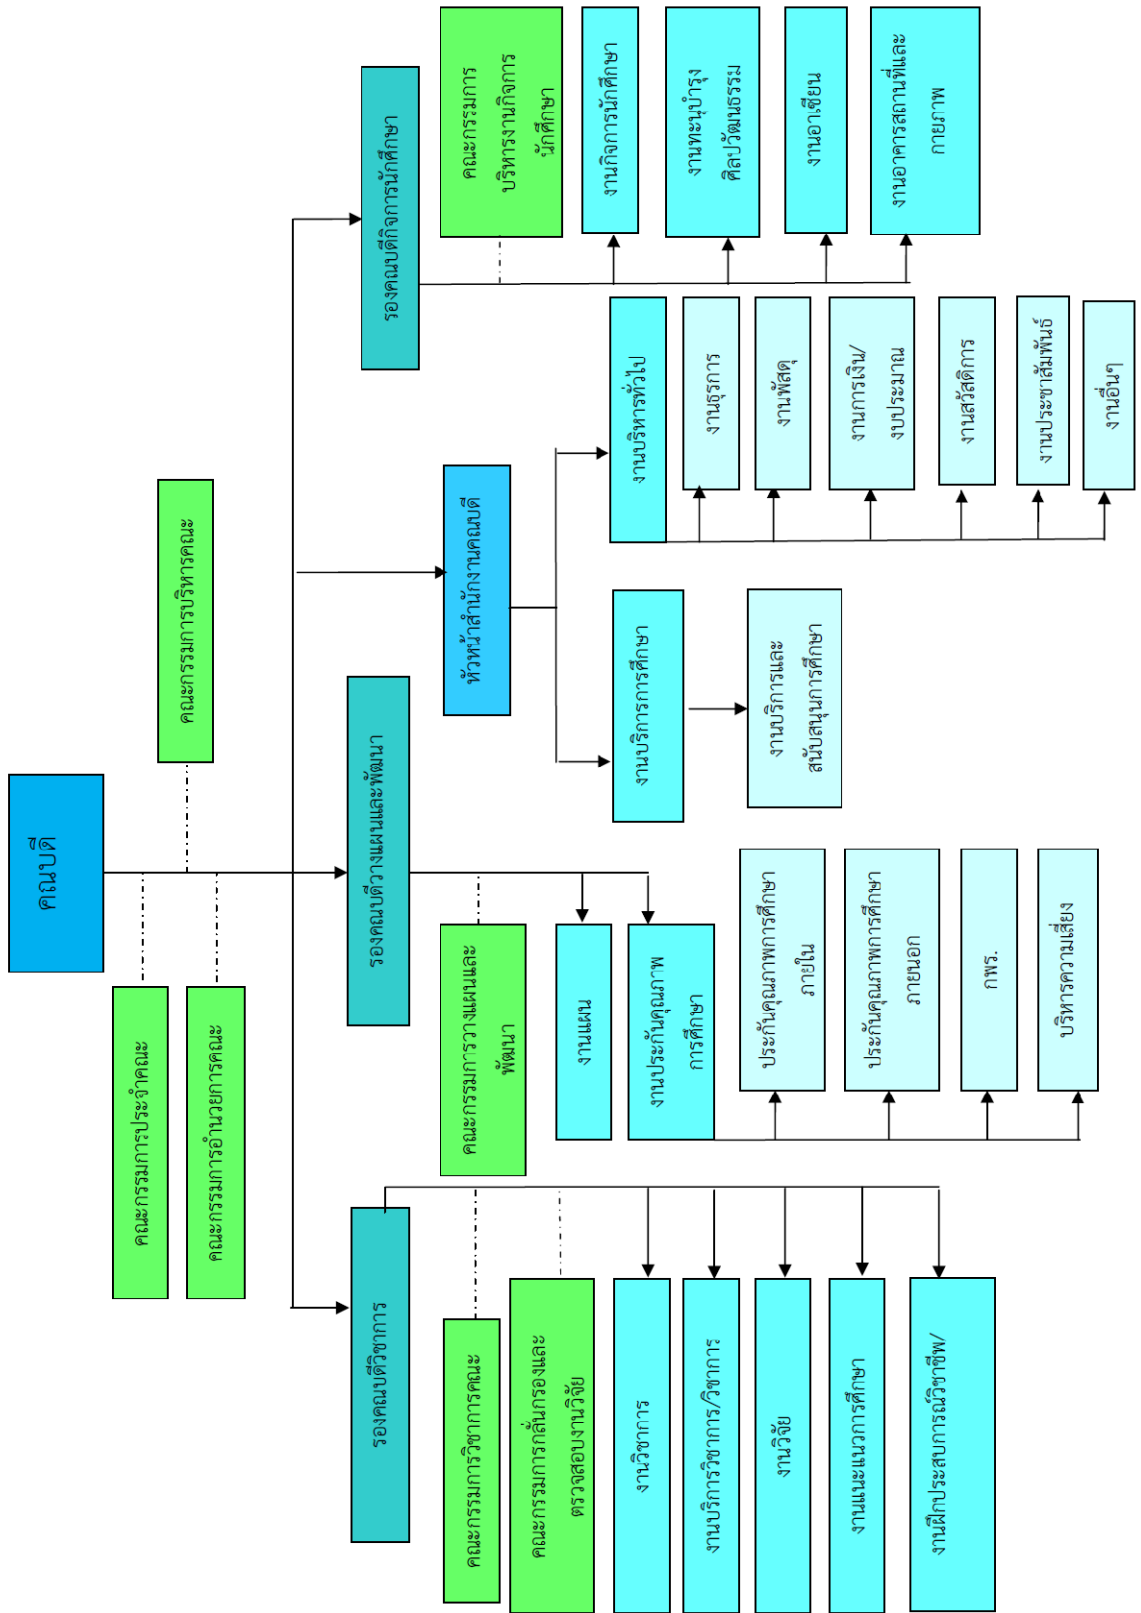 คณบดี
คณะกรรมการประจำคณะ
คณะกรรมการบริหารคณะ
คณะกรรมการอำนวยการคณะ
รองคณบดีวิชาการ
คณะกรรมการวิชาการคณะ
คณะกรรมการกลั่นกรองและ
ตรวจสอบงานวิจัย
งานวิชาการ
งานบริการวิชาการ/วิชาการ
งานวิจัย
งานแนะแนวการศึกษา
งานฝึกประสบการณ์วิชาชีพ/
รองคณบดีวางแผนและพัฒนา
คณะกรรมการวางแผนและ
พัฒนา
งานแผน
งานประกันคุณภาพ
การศึกษา
ประกันคุณภาพการศึกษา
ภายใน
ประกันคุณภาพการศึกษา
ภายนอก
กพร.
บริหารความเสี่ยง
หัวหน้าสำนักงานคณบดี
งานบริการการศึกษา
งานบริการและ
สนับสนุนการศึกษา
งานบริหารทั่วไป
งานธุรการ
งานพัสดุ
งานการเงิน/
งบประมาณ
งานสวัสดิการ
งานประชาสัมพันธ์
งานอื่นๆ
รองคณบดีกิจการนักศึกษา
คณะกรรมการ
บริหารงานกิจการ
นักศึกษา
งานกิจการนักศึกษา
งานทะนุบำรุง
ศิลปวัฒนธรรม
งานอาเซียน
งานอาคารสถานที่และ
กายภาพ